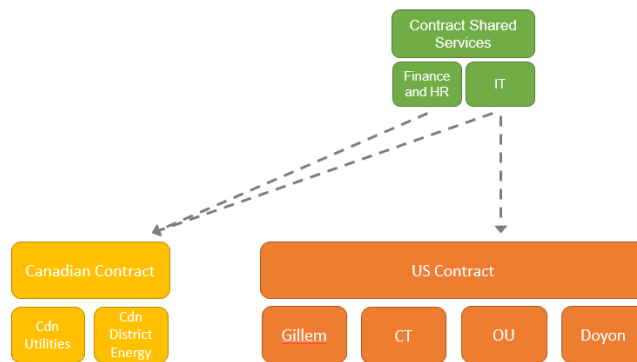 Contract Shared
Services
Finance
and HR
IT
Canadian Contract
US Contract
Cdn
Utilities
Cdn
District
Energy
Gillem
CT
OU
Doyon